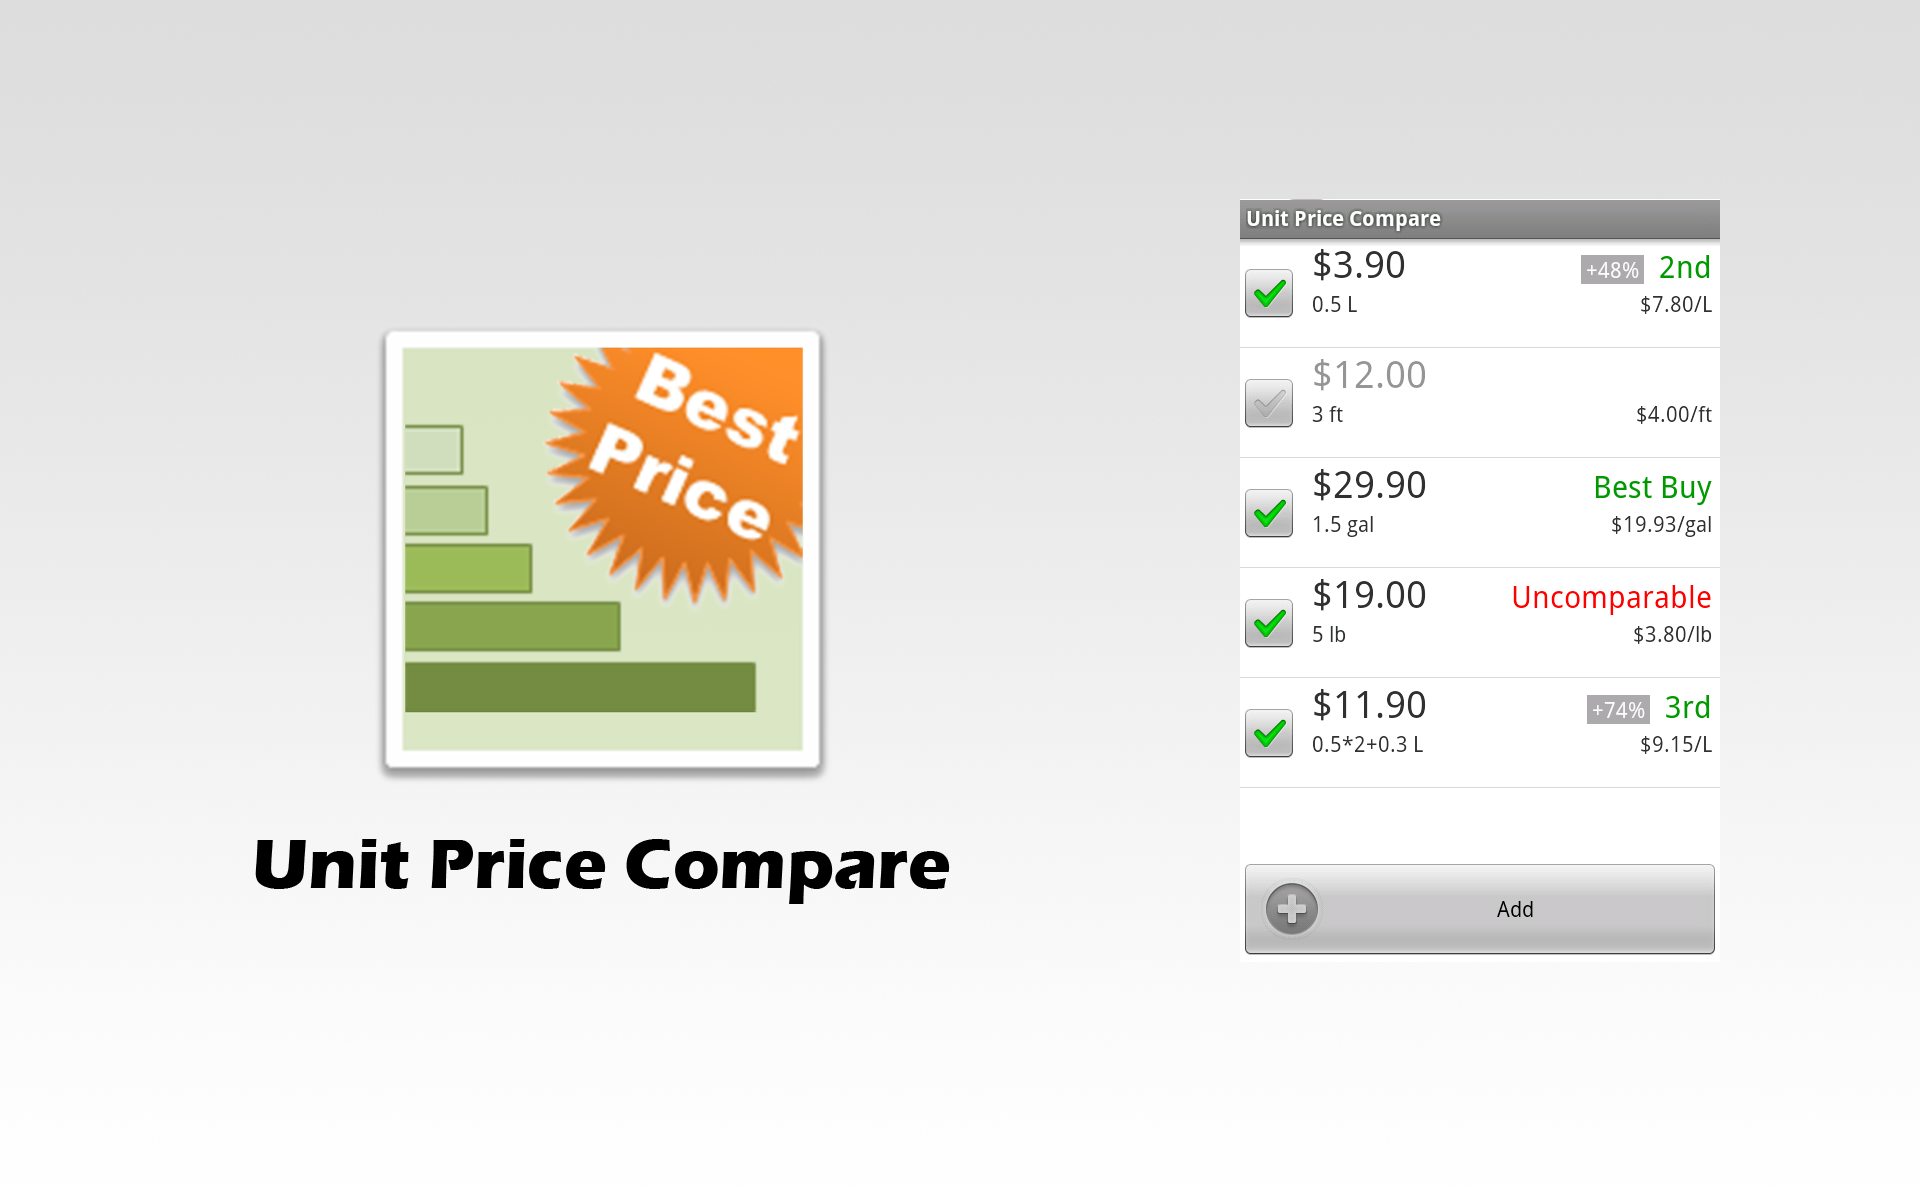 Best
Price
Unit Price Compare
Unit Price Compare
$3.90 +48% 2nd
0.5 L $7.80/L
$12.00
3 ft $4.00/ft
$29.90 Best Buy
1.5 gal $19.93/gal
$19.00 Uncomparable
5 lb $3.80/lb
$11.90 +74% 3rd
0.5*2+0.3 L $9.15/L
Add